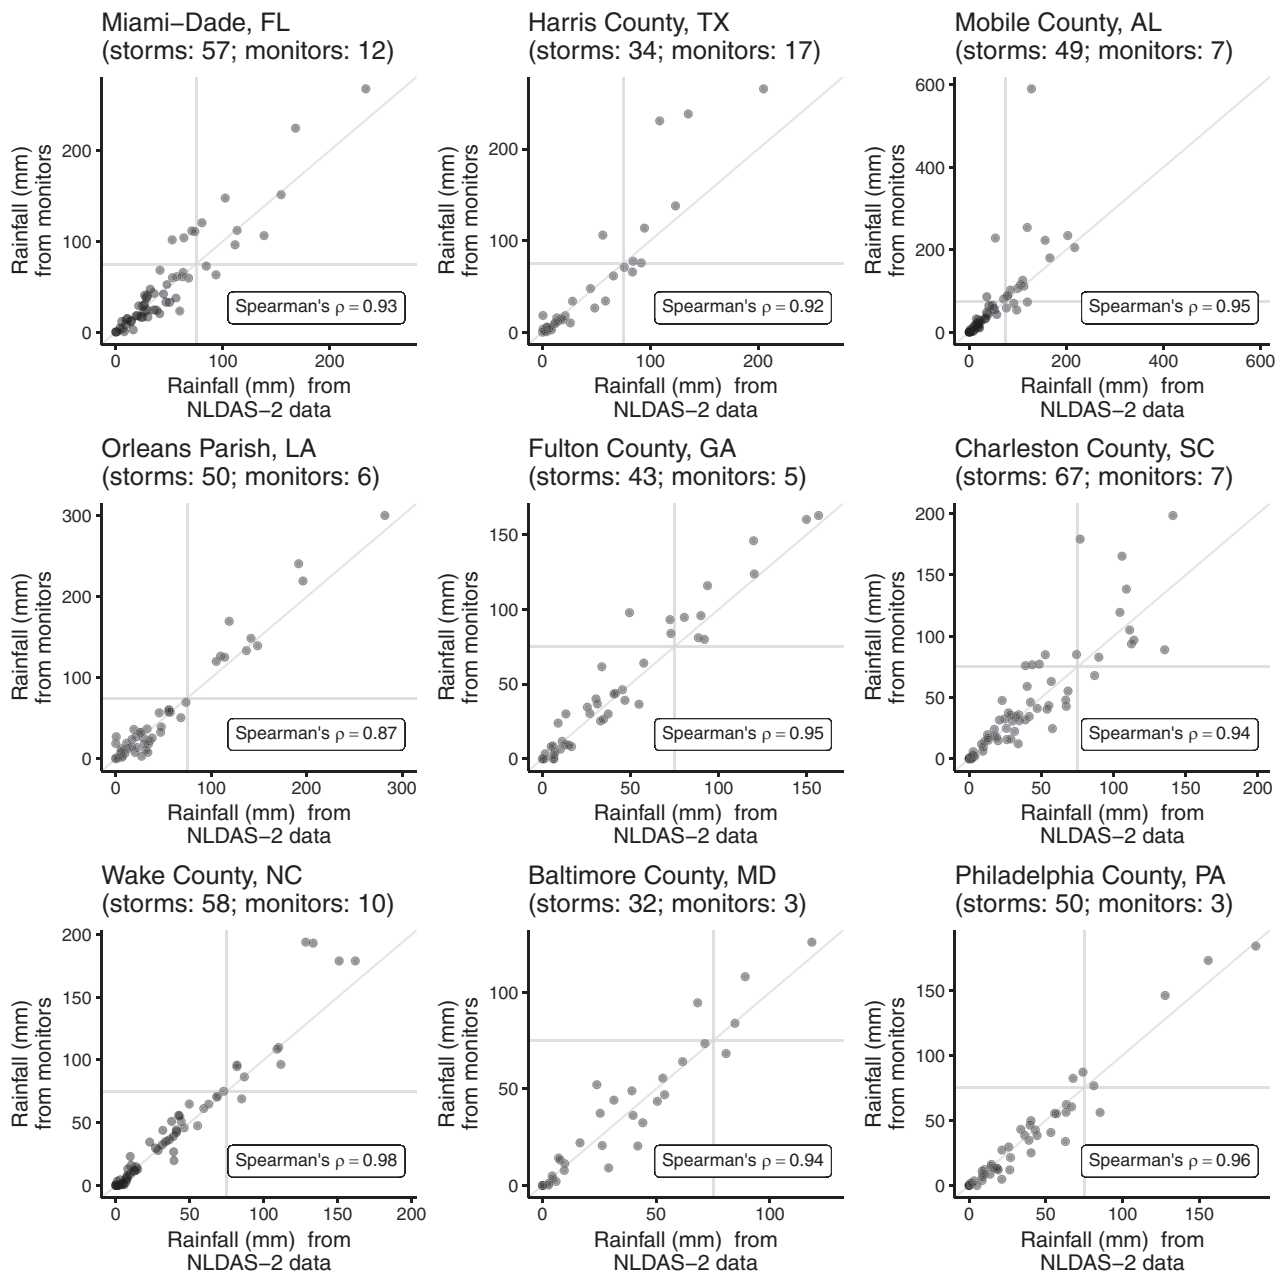 Miami−Dade, FL
(storms: 57; monitors: 12)
Rainfall (mm)
from monitors
200
100
0
Spearman's ρ = 0.93
0 100 200
Rainfall (mm) from
NLDAS−2 data
Harris County, TX
(storms: 34; monitors: 17)
Rainfall (mm)
from monitors
200
100
0
Spearman's ρ = 0.92
0 100 200
Rainfall (mm) from
NLDAS−2 data
Mobile County, AL
(storms: 49; monitors: 7)
Rainfall (mm)
from monitors
600
400
200
0
Spearman's ρ = 0.95
0 200 400 600
Rainfall (mm) from
NLDAS−2 data
Orleans Parish, LA
(storms: 50; monitors: 6)
Rainfall (mm)
from monitors
300
200
100
0
Spearman's ρ = 0.87
0 100 200 300
Rainfall (mm) from
NLDAS−2 data
Fulton County, GA
(storms: 43; monitors: 5)
Rainfall (mm)
from monitors
150
100
50
0
Spearman's ρ = 0.95
0 50 100 150
Rainfall (mm) from
NLDAS−2 data
Charleston County, SC
(storms: 67; monitors: 7)
Rainfall (mm)
from monitors
200
150
100
50
0
Spearman's ρ = 0.94
0 50 100 150 200
Rainfall (mm) from
NLDAS−2 data
Wake County, NC
(storms: 58; monitors: 10)
Rainfall (mm)
from monitors
200
150
100
50
0
Spearman's ρ = 0.98
0 50 100 150 200
Rainfall (mm) from
NLDAS−2 data
Baltimore County, MD
(storms: 32; monitors: 3)
Rainfall (mm)
from monitors
100
50
0
Spearman's ρ = 0.94
0 50 100
Rainfall (mm) from
NLDAS−2 data
Philadelphia County, PA
(storms: 50; monitors: 3)
Rainfall (mm)
from monitors
150
100
50
0
Spearman's ρ = 0.96
0 50 100 150
Rainfall (mm) from
NLDAS−2 data